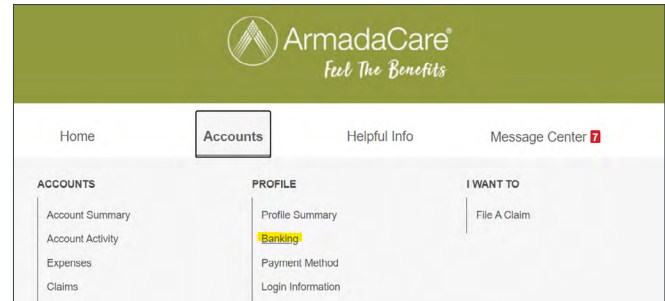 ArmadaCare®
Feel The Benefits
Home Accounts Helpful Info Message Center 7
ACCOUNTS PROFILE I WANT TO
Account Summary Profile Summary File A Claim
Account Activity Banking
Expenses Payment Method
Claims Login Information